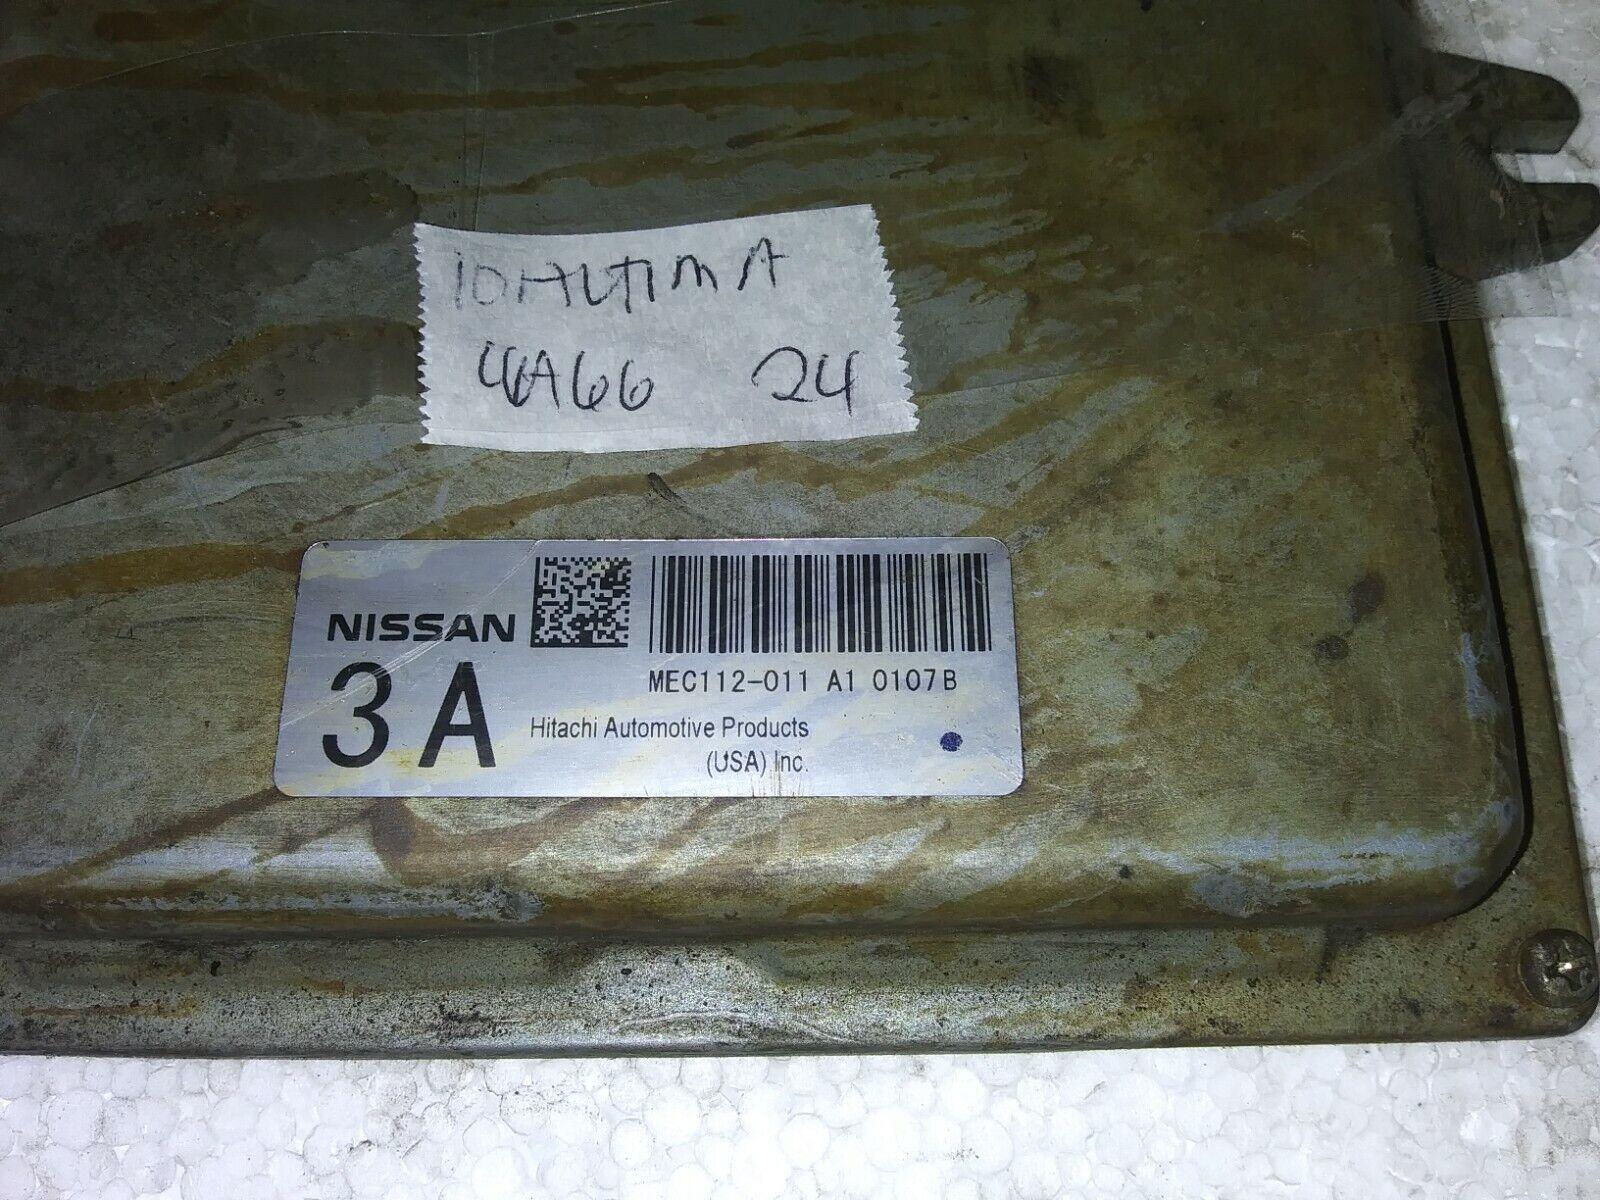 10 ALTIMA
4A66 24
NISSAN
3A
MEC112-011 A1 0107B
Hitachi Automotive Products
(USA) Inc.